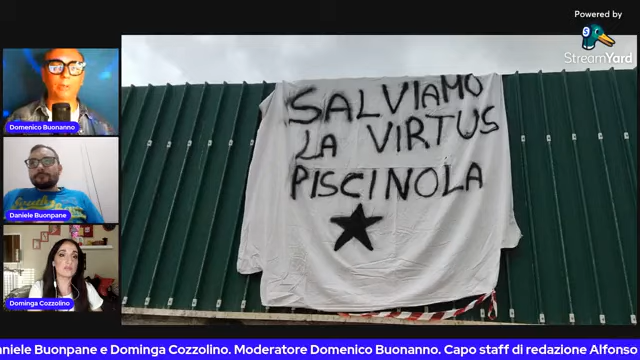 Powered by
StreamYard
SALVIAMO
LA VIRTUS
PISCINOLA
Domenico Buonanno
Daniele Buonpane
Dominga Cozzolino
aniele Buonpane e Dominga Cozzolino. Moderatore Domenico Buonanno. Capo staff di redazione Alfonso